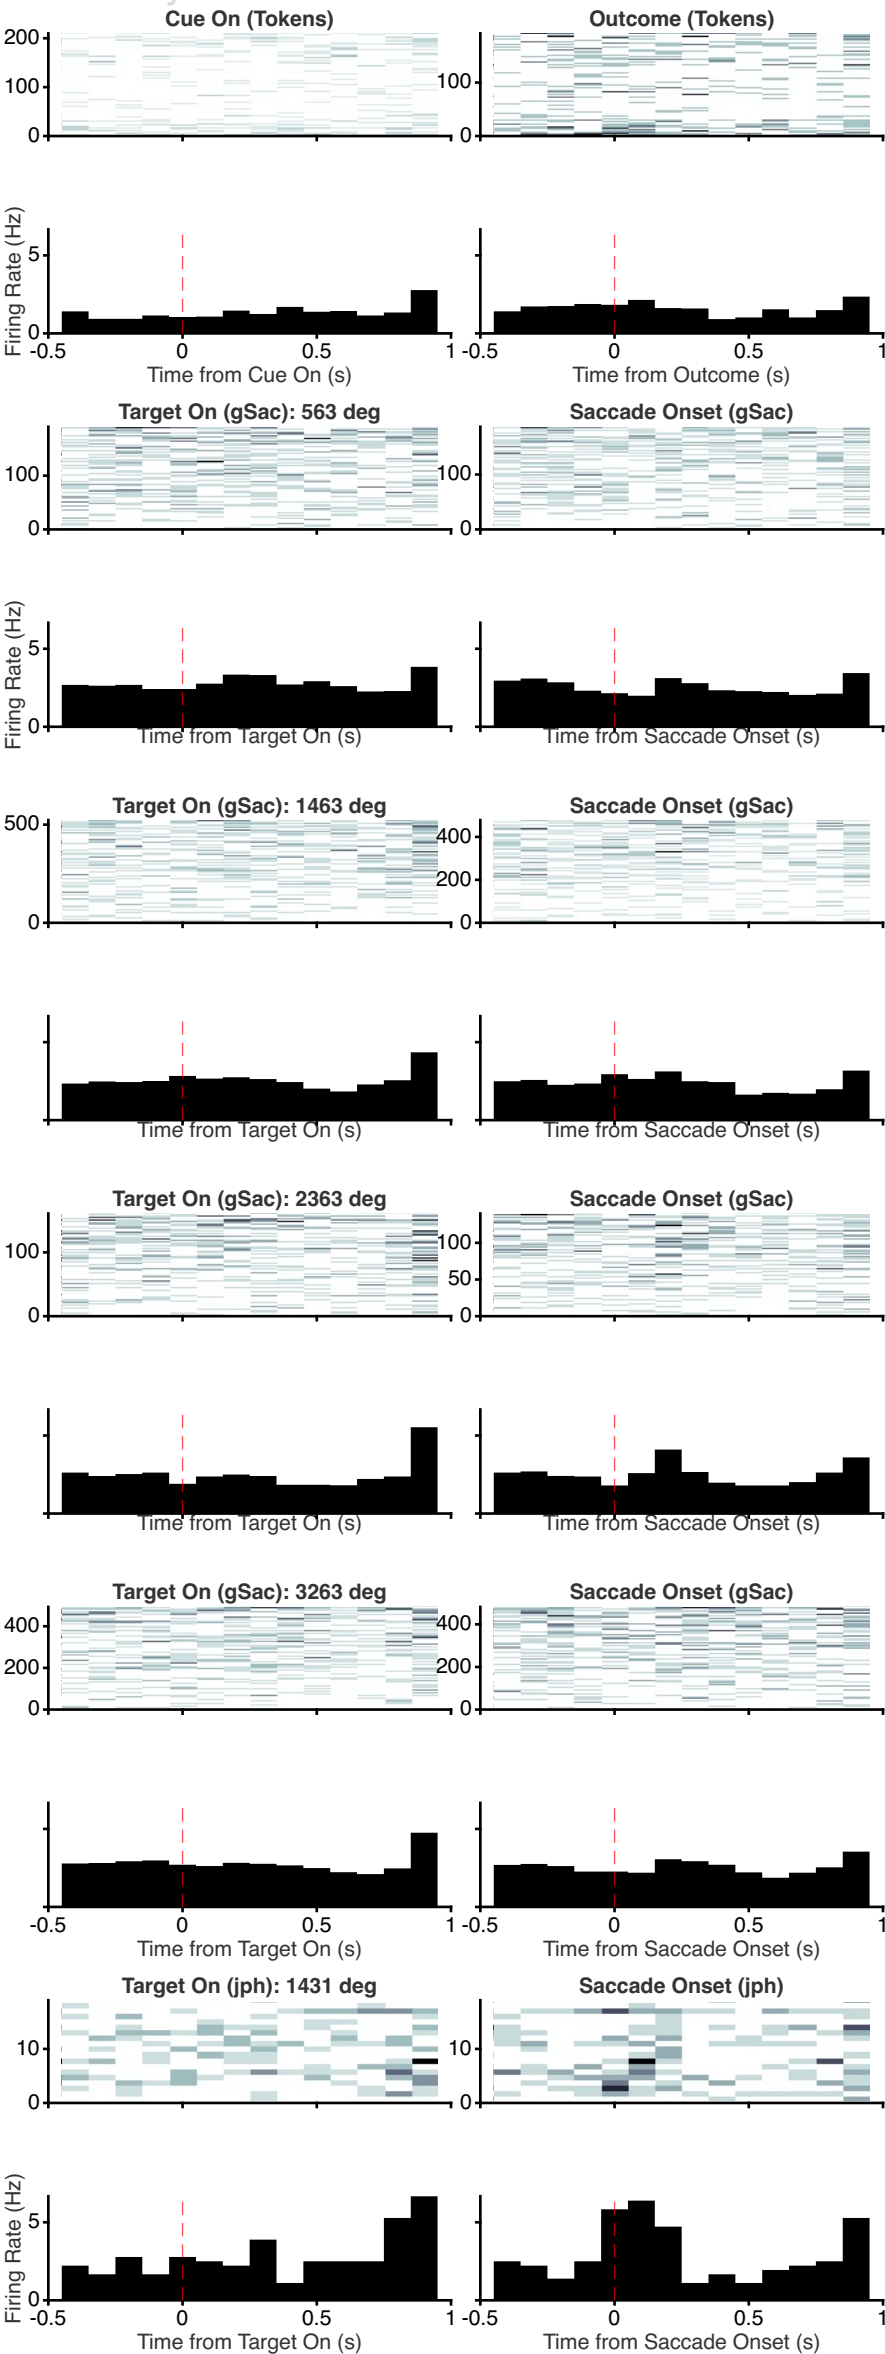 Cue On (Tokens) Outcome (Tokens)
200
100 100
0 0
Firing Rate (Hz)
5
0
-0.5 0 0.5 1 -0.5 0 0.5 1
Time from Cue On (s) Time from Outcome (s)
Target On (gSac): 563 deg Saccade Onset (gSac)
100 100
0 0
Firing Rate (Hz)
5
0
Time from Target On (s) Time from Saccade Onset (s)
Target On (gSac): 1463 deg Saccade Onset (gSac)
500 400
200
0 0
Time from Target On (s) Time from Saccade Onset (s)
Target On (gSac): 2363 deg Saccade Onset (gSac)
100 100
50
0 0
Time from Target On (s) Time from Saccade Onset (s)
Target On (gSac): 3263 deg Saccade Onset (gSac)
400 400
200 200
0 0
-0.5 0 0.5 1 -0.5 0 0.5 1
Time from Target On (s) Time from Saccade Onset (s)
Target On (jph): 1431 deg Saccade Onset (jph)
10 10
0 0
Firing Rate (Hz)
5
0
-0.5 0 0.5 1 -0.5 0 0.5 1
Time from Target On (s) Time from Saccade Onset (s)